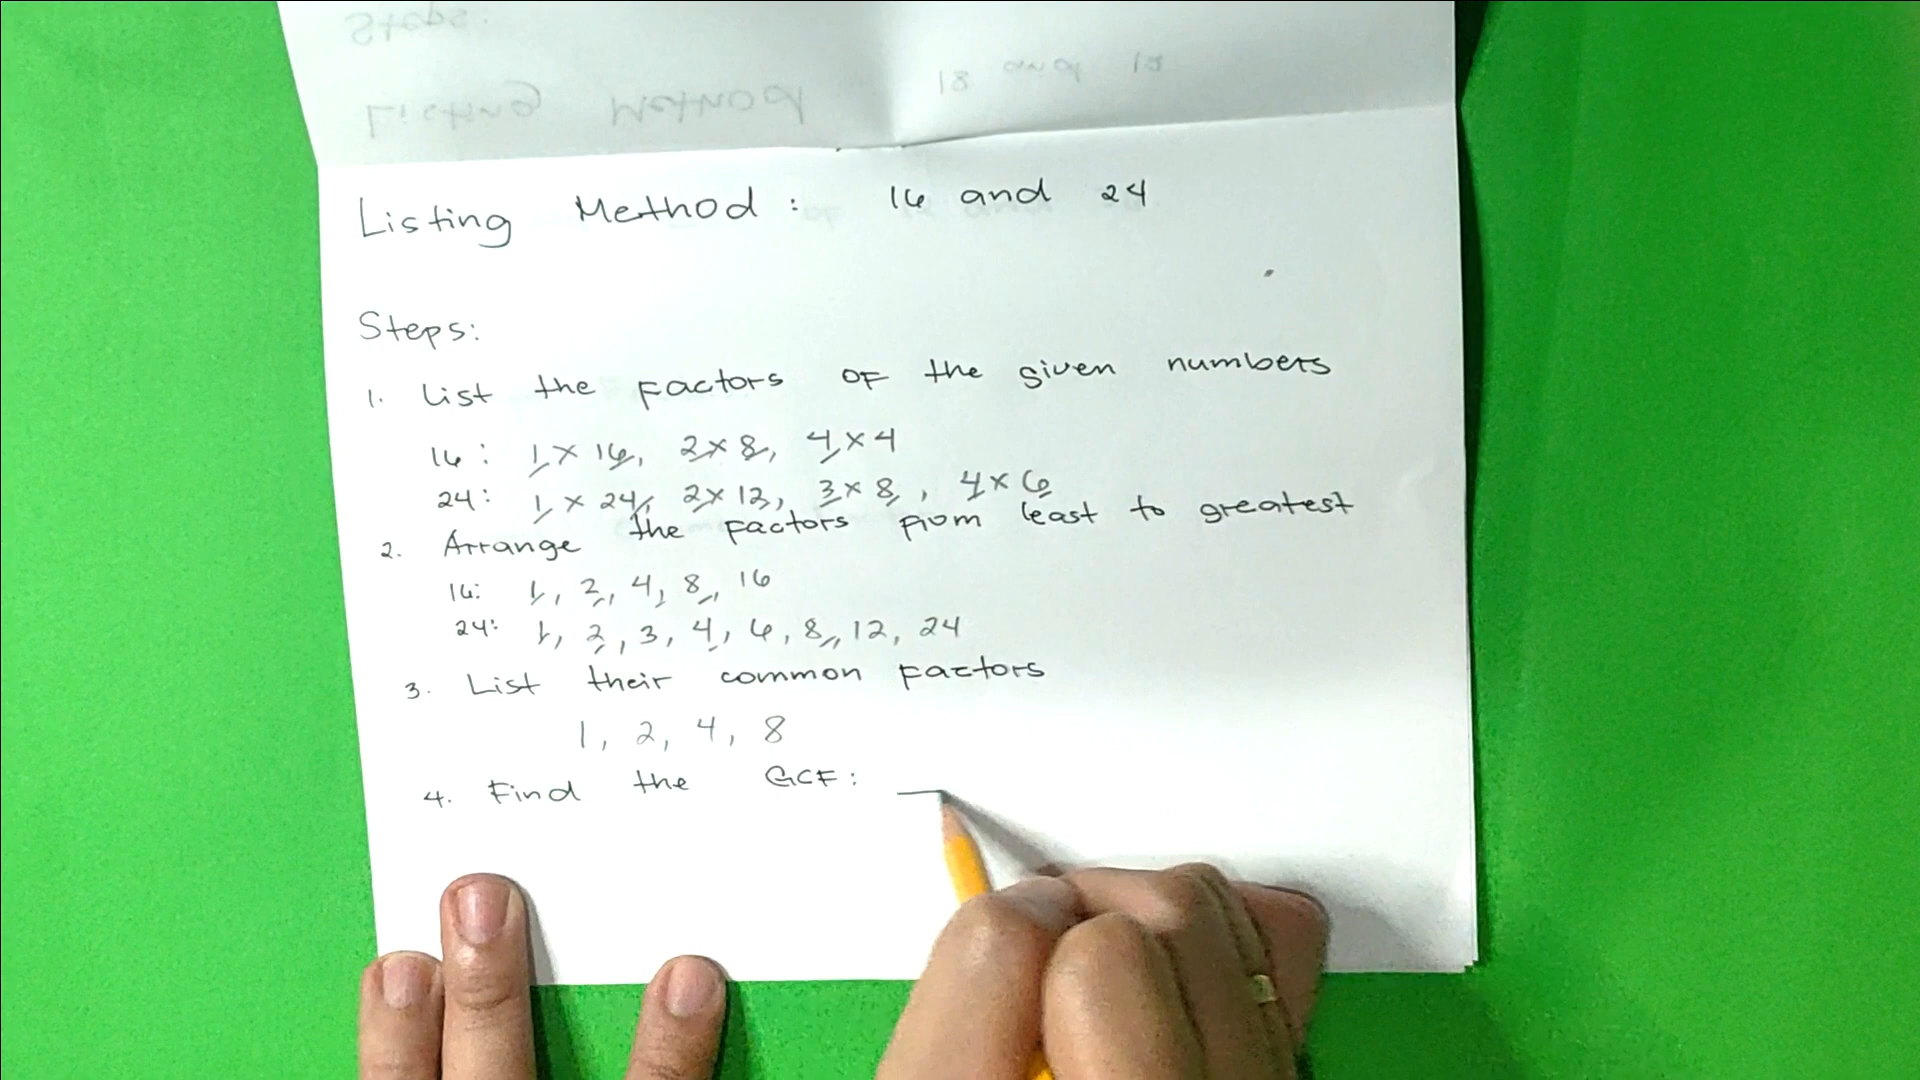 Listing Method: 16 and 24
Steps:
1. List the factors of the given numbers
16: 1 x 16, 2 x 8, 4 x 4
24: 1 x 24, 2 x 12, 3 x 8, 4 x 6
2. Arrange the factors from least to greatest
16: 1, 2, 4, 8, 16
24: 1, 2, 3, 4, 6, 8, 12, 24
3. List their common factors
1, 2, 4, 8
4. Find the GCF: